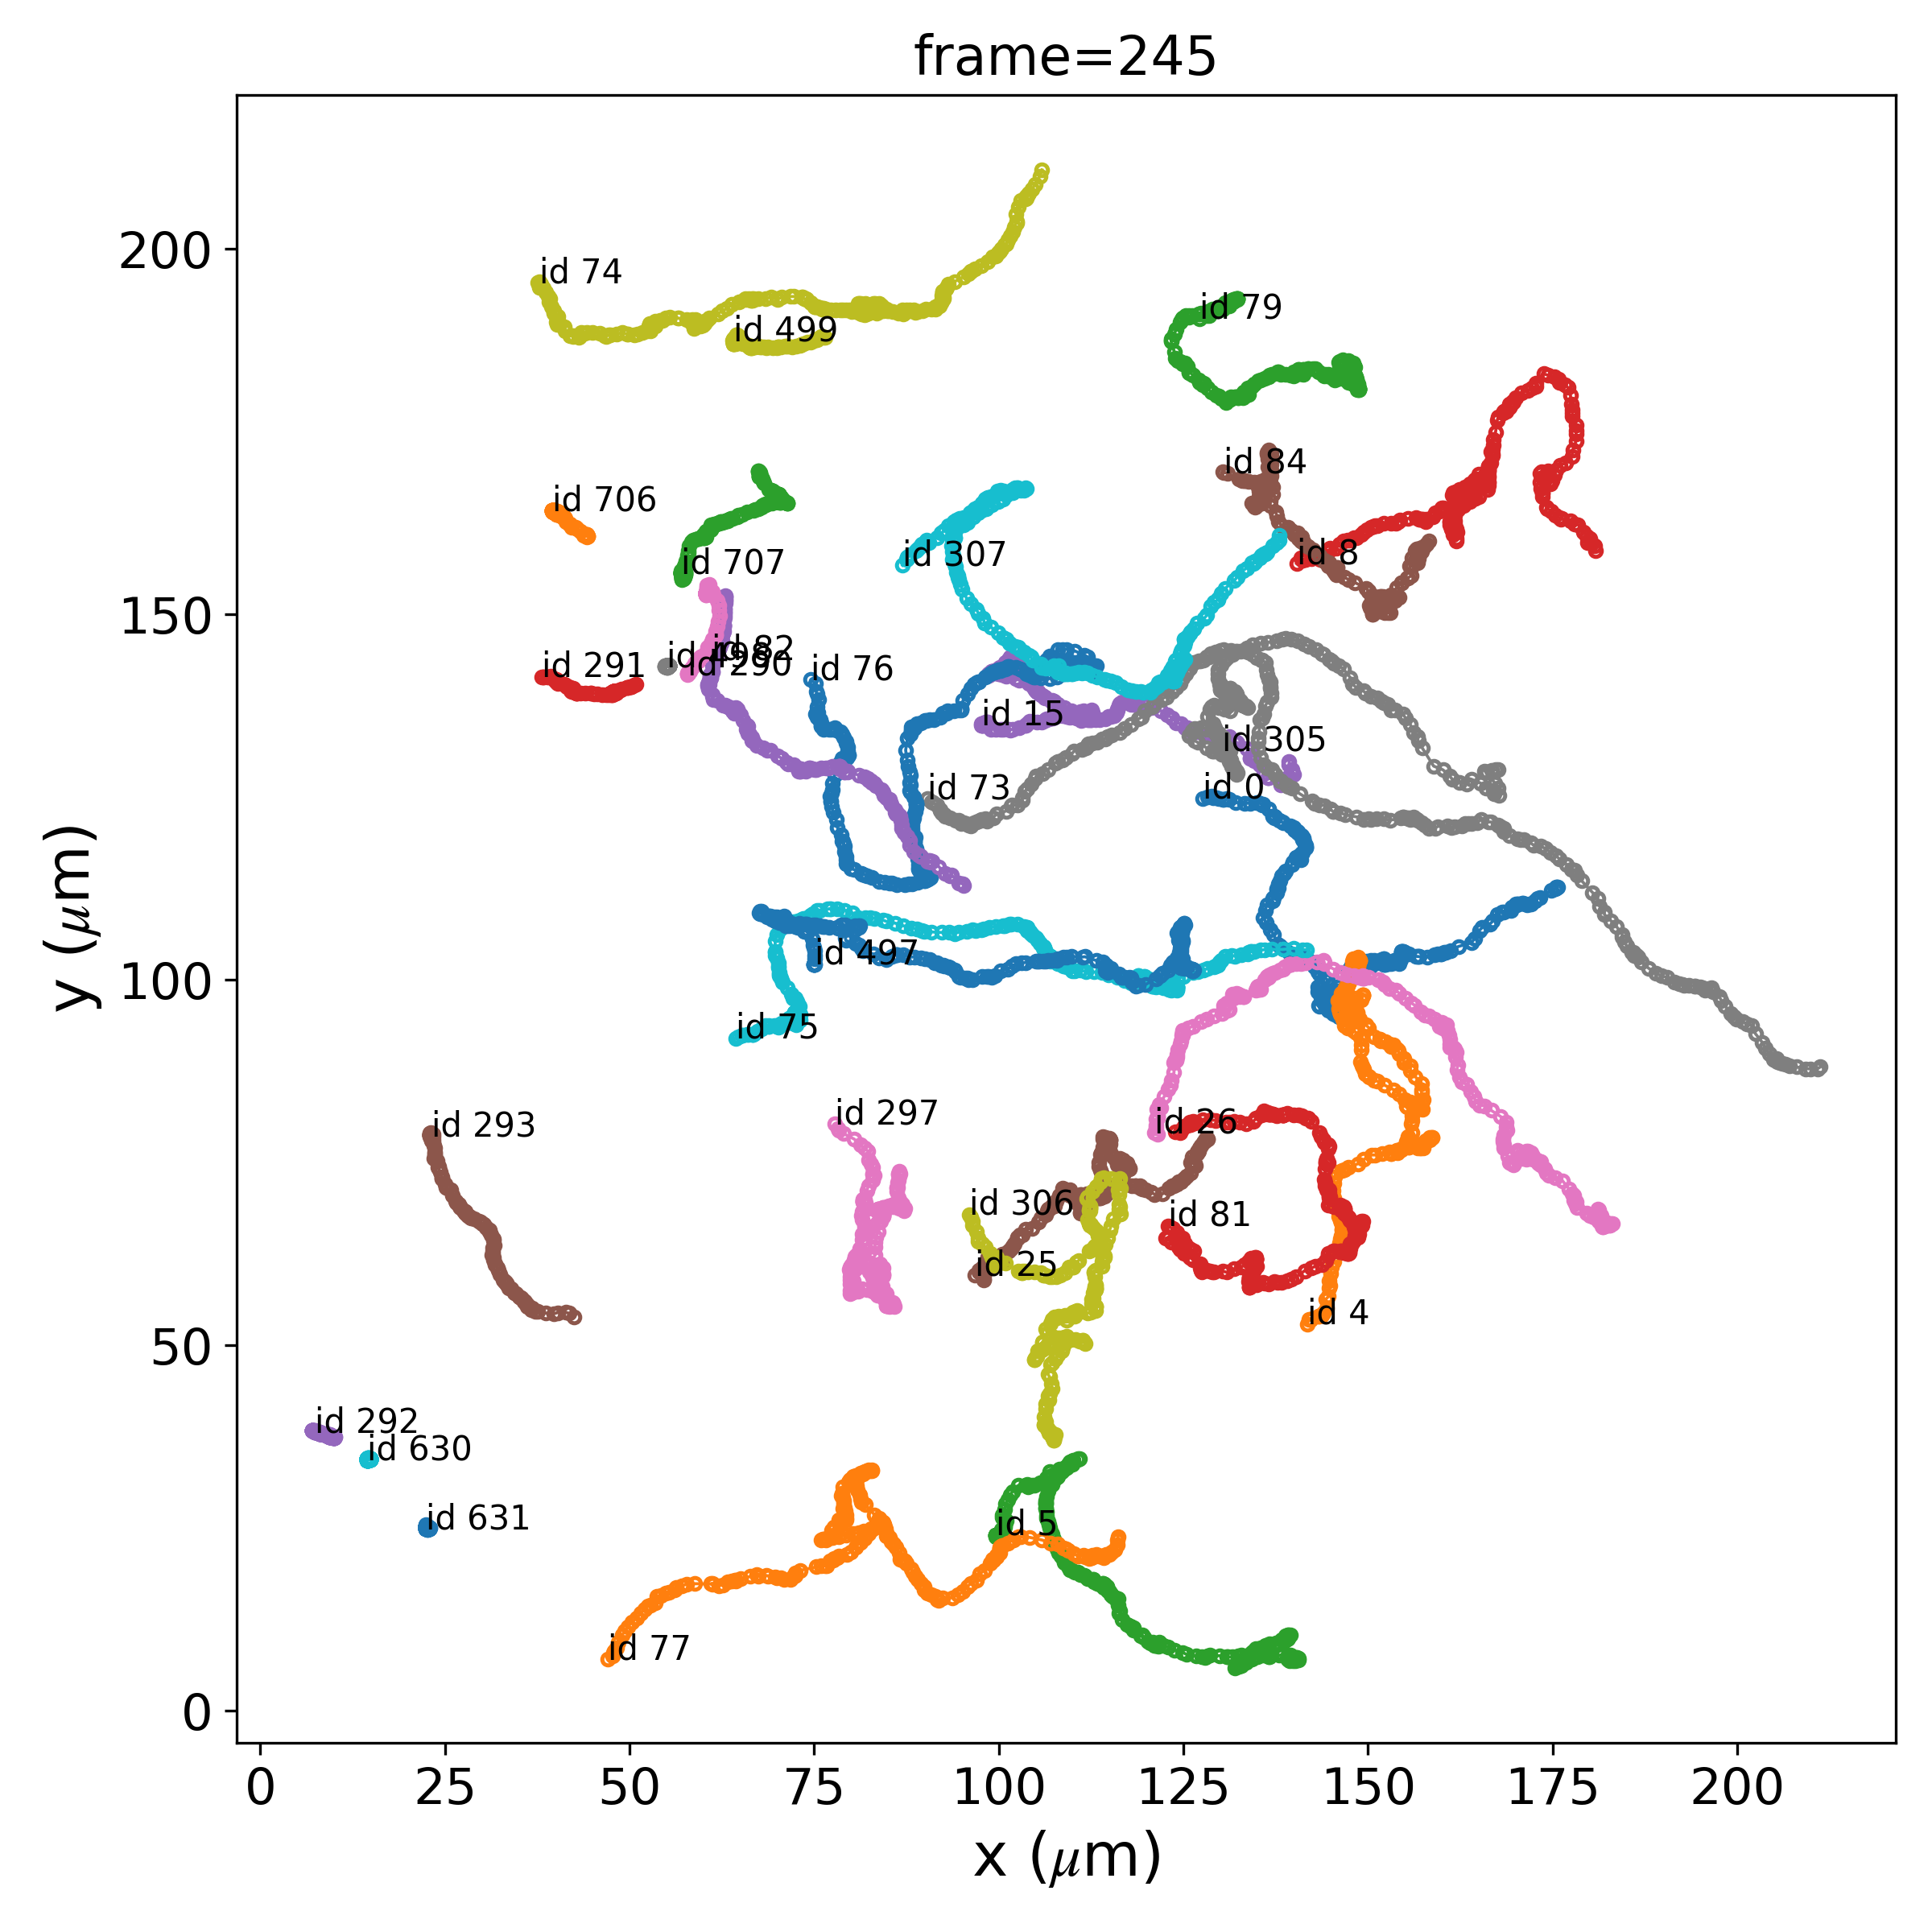 frame=245
y (μm)
200
150
100
50
0
id 74
id 499
id 79
id 84
id 706
id 707
id 307
id 8
id 82
id 291
id 290
id 76
id 15
id 305
id 73
id 0
id 497
id 75
id 293
id 297
id 26
id 306
id 81
id 25
id 4
id 292
id 630
id 631
id 5
id 77
0
25
50
75
100
125
150
175
200
x (μm)